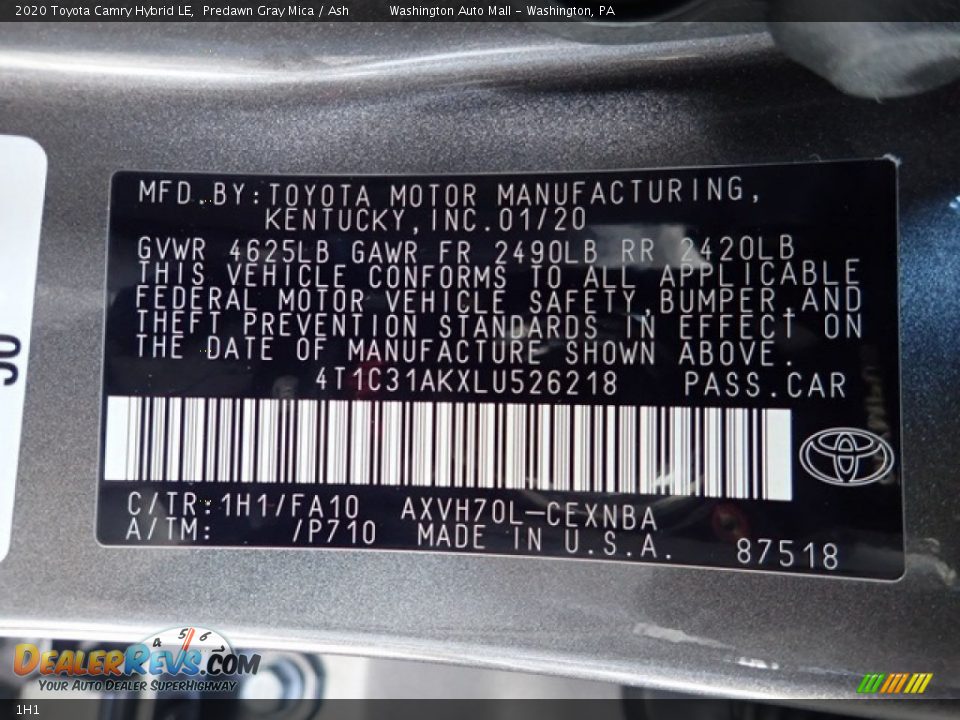 2020 Toyota Camry Hybrid LE, Predawn Gray Mica / Ash Washington Auto Mall - Washington, PA
MFD.BY:TOYOTA MOTOR MANUFACTURING,
KENTUCKY,INC.01/20
GVWR 4625LB GAWR FR 2490LB RR 2420LB
THIS VEHICLE CONFORMS TO ALL APPLICABLE
FEDERAL MOTOR VEHICLE SAFETY,BUMPER,AND
THEFT PREVENTION STANDARDS IN EFFECT ON
THE DATE OF MANUFACTURE SHOWN ABOVE.
4T1C31AKXLU526218 PASS.CAR
C/TR:1H1/FA10 AXVH70L-CEXNBA
A/TM: /P710 MADE IN U.S.A.
87518
4 5 6
DealerRevs.com
Your Auto Dealer SuperHighway
1H1